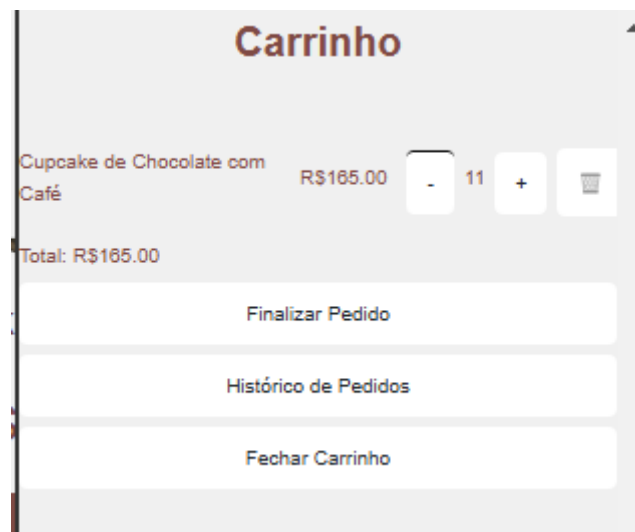 Carrinho
Cupcake de Chocolate com
Café
R$165.00 - 11 +
Total: R$165.00
Finalizar Pedido
Histórico de Pedidos
Fechar Carrinho